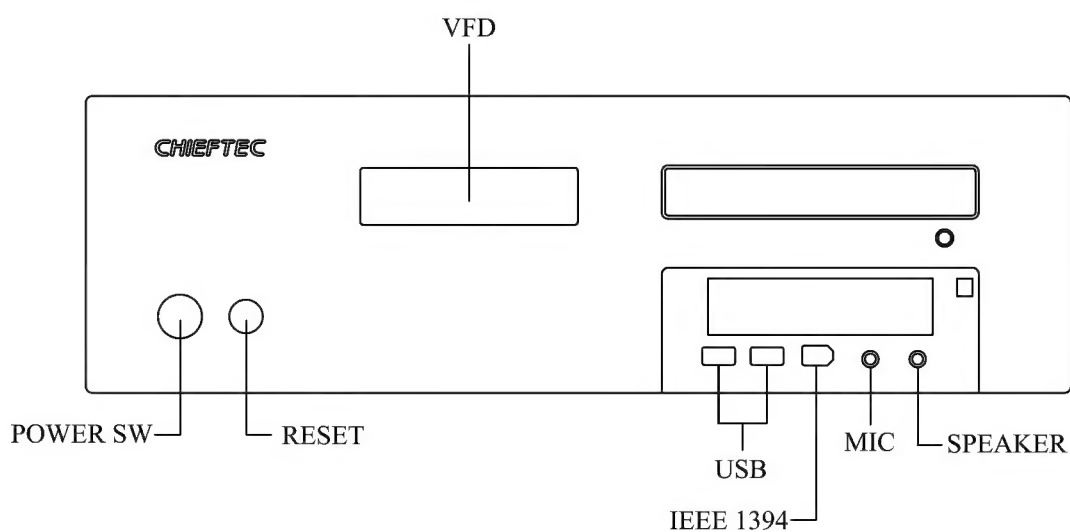 VFD
CHIEFTEC
POWER SW
RESET
USB
MIC
SPEAKER
IEEE 1394